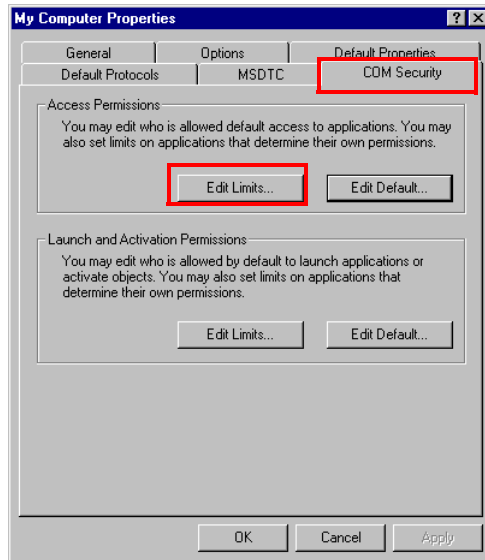 My Computer Properties
General Options Default Properties
Default Protocols MSDTC COM Security
Access Permissions
You may edit who is allowed default access to applications. You may
also set limits on applications that determine their own permissions.
Edit Limits... Edit Default...
Launch and Activation Permissions
You may edit who is allowed by default to launch applications or
activate objects. You may also set limits on applications that
determine their own permissions.
Edit Limits... Edit Default...
OK Cancel Apply